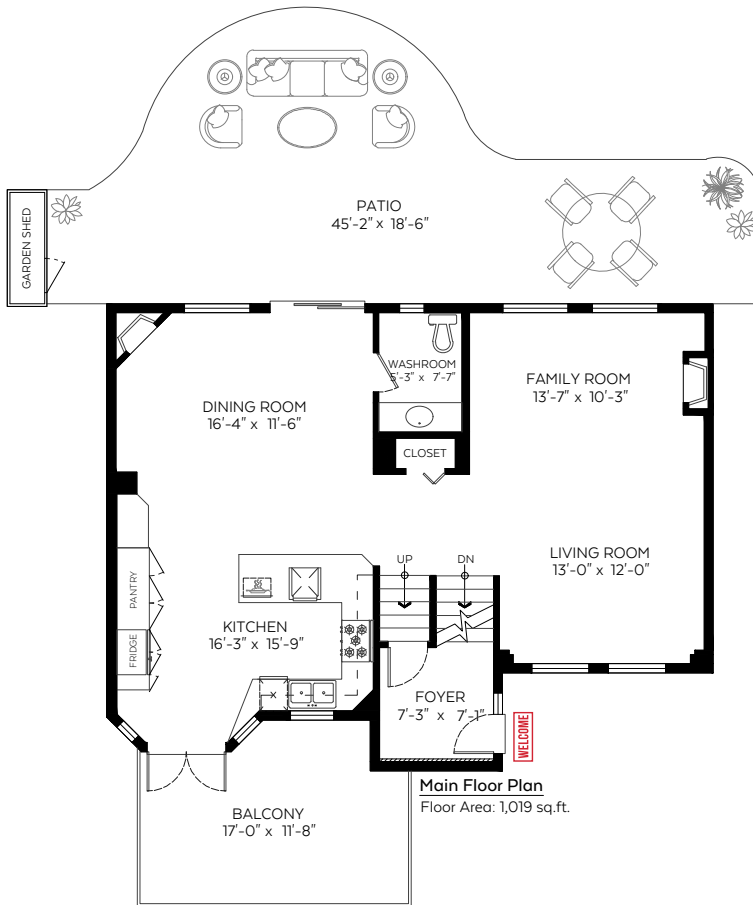 PATIO
45'-2" x 18'-6"
GARDEN SHED
WASHROOM
5'-3" x 7'-7"
FAMILY ROOM
13'-7" x 10'-3"
DINING ROOM
16'-4" x 11'-6"
CLOSET
UP
DN
LIVING ROOM
13'-0" x 12'-0"
PANTRY
KITCHEN
16'-3" x 15'-9"
FRIDGE
FOYER
7'-3" x 7'-1"
WELCOME
Main Floor Plan
Floor Area: 1,019 sq.ft.
BALCONY
17'-0" x 11'-8"